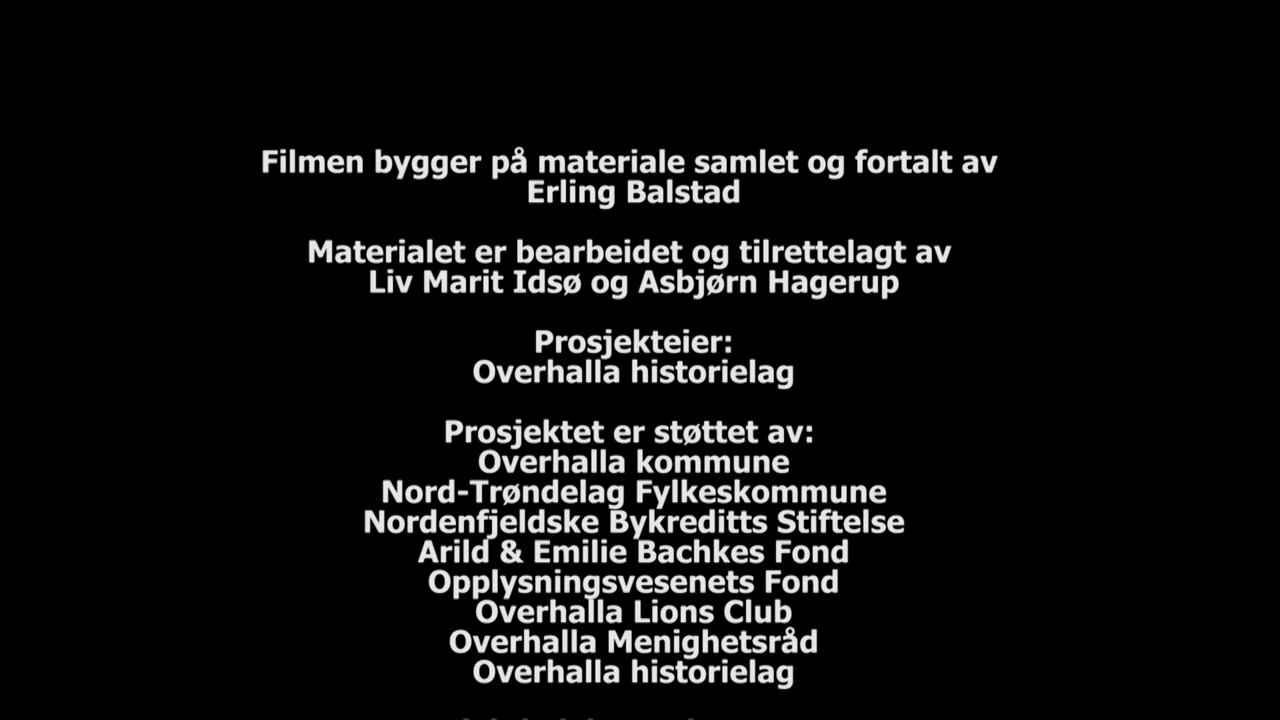 Filmen bygger på materiale samlet og fortalt av
Erling Balstad
Materialet er bearbeidet og tilrettelagt av
Liv Marit Idsø og Asbjørn Hagerup
Prosjekteier:
Overhalla historielag
Prosjektet er støttet av:
Overhalla kommune
Nord-Trøndelag Fylkeskommune
Nordenfjeldske Bykreditts Stiftelse
Arild & Emilie Bachkes Fond
Opplysningsvesenets Fond
Overhalla Lions Club
Overhalla Menighetsråd
Overhalla historielag